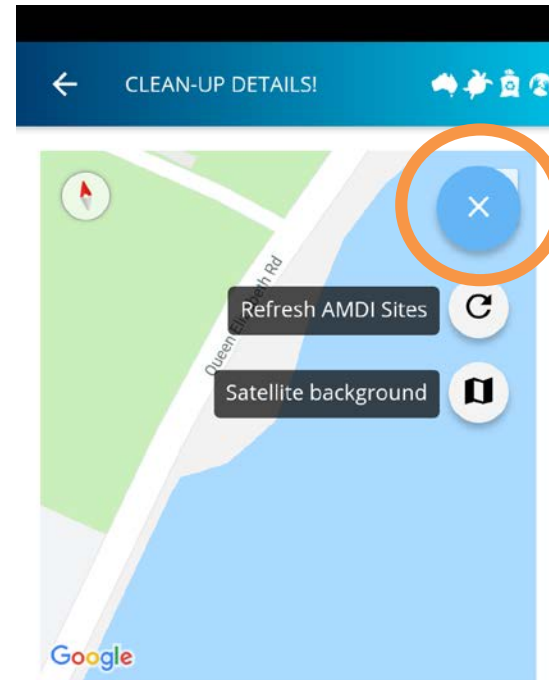 CLEAN-UP DETAILS!
Queen Elizabeth Rd
Refresh AMDI Sites
Satellite background
Google